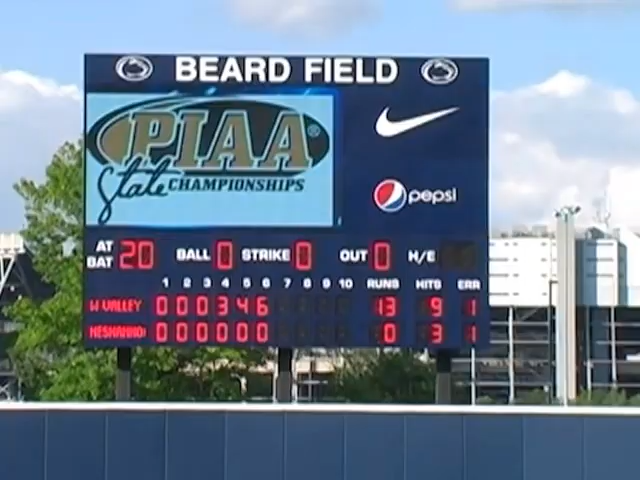 BEARD FIELD
PIAA®
State CHAMPIONSHIPS
pepsi
AT BAT 20 BALL 0 STRIKE 0 OUT 0 H/E
1 2 3 4 5 6 7 8 9 10 RUNS HITS ERR
W VALLEY 0 0 0 3 4 6 13 9 1
NESHANNO 0 0 0 0 0 0 0 3 1